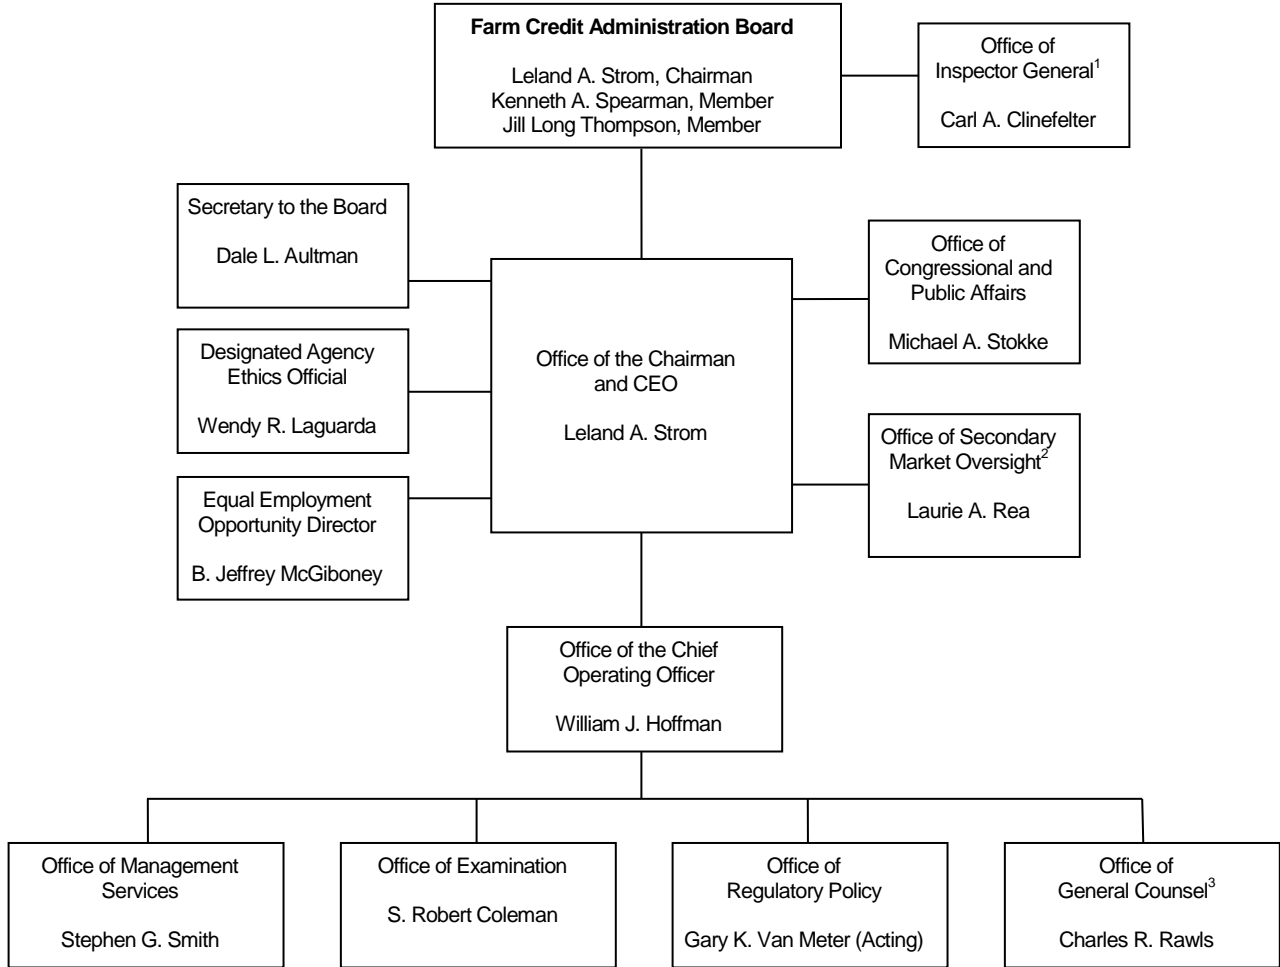 Farm Credit Administration Board
Leland A. Strom, Chairman
Kenneth A. Spearman, Member
Jill Long Thompson, Member
Office of
Inspector General1
Carl A. Clinefelter
Secretary to the Board
Dale L. Aultman
Office of
Congressional and
Public Affairs
Michael A. Stokke
Designated Agency
Ethics Official
Wendy R. Laguarda
Office of the Chairman
and CEO
Leland A. Strom
Office of Secondary
Market Oversight2
Laurie A. Rea
Equal Employment
Opportunity Director
B. Jeffrey McGiboney
Office of the Chief
Operating Officer
William J. Hoffman
Office of Management
Services
Stephen G. Smith
Office of Examination
S. Robert Coleman
Office of
Regulatory Policy
Gary K. Van Meter (Acting)
Office of
General Counsel3
Charles R. Rawls